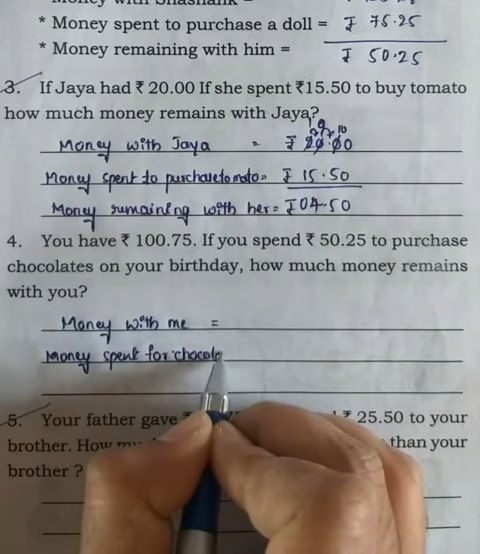 * Money spent to purchase a doll = ₹ 75.25
* Money remaining with him = ₹ 50.25
3. If Jaya had ₹ 20.00 If she spent ₹15.50 to buy tomato
how much money remains with Jaya?
Money with Jaya = ₹ 20.00
Money spent to purchase tomato = ₹ 15.50
Money remaining with her = ₹ 04.50
4. You have ₹ 100.75. If you spend ₹ 50.25 to purchase
chocolates on your birthday, how much money remains
with you?
Money with me =
Money spent for chocola
5. Your father gave ₹ ₹ 25.50 to your
brother. How than your
brother ?